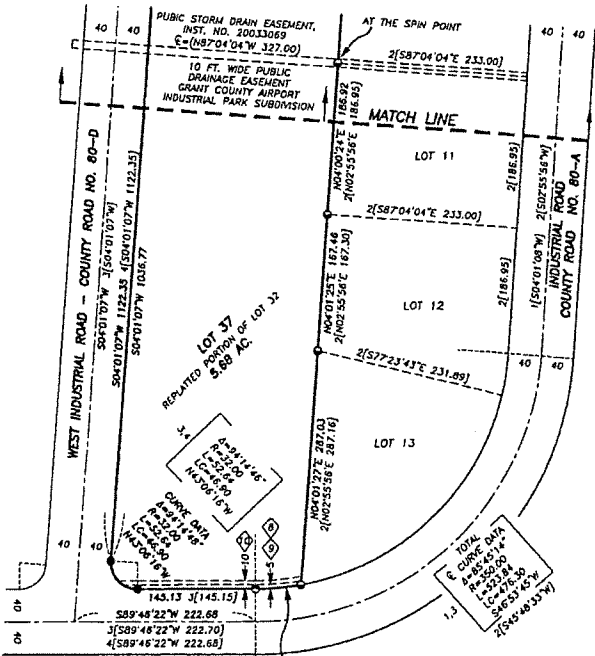 40
40
PUBIC STORM DRAIN EASEMENT,
INST. NO. 20033069
℄=(N87°04'04"W 327.00)
10 FT. WIDE PUBLIC
DRAINAGE EASEMENT
GRANT COUNTY AIRPORT
INDUSTRIAL PARK SUBDIVISION
AT THE SPIN POINT
2[S87°04'04"E 233.00]
40
40
MATCH LINE
N04°00'24"E 186.92
2[N02°55'56"E 186.95]
LOT 11
2[186.95]
2[S87°04'04"E 233.00]
1[S04°01'08"W]
2[S02°55'56"W]
INDUSTRIAL ROAD
COUNTY ROAD NO. 80-A
WEST INDUSTRIAL ROAD - COUNTY ROAD NO. 80-D
S04°01'07"W 3[S04°01'07"W]
S04°01'07"W 1122.35 4[S04°01'07"W 1122.35]
S04°01'07"W 1036.77
N04°01'25"E 167.46
2[N02°55'56"E 167.30]
LOT 12
2[186.95]
LOT 37
REPLATTED PORTION OF LOT 32
5.68 AC.
2[S77°23'43"E 231.89]
40
40
N04°01'27"E 287.03
2[N02°55'56"E 287.16]
LOT 13
3,4
Δ=94°14'46"
R=32.00
L=52.64
LC=46.90
N43°06'16"W
CURVE DATA
Δ=94°14'46"
R=32.00
L=52.64
LC=46.90
N43°06'16"W
40
40
10
10
8
9
5
143.13 3[145.15]
S89°46'22"W 222.68
3[S89°46'22"W 222.70]
4[S89°46'22"W 222.68]
40
40
TOTAL
℄ CURVE DATA
Δ=85°45'14"
R=350.00
L=523.84
LC=476.30
S46°53'45"W
2[S45°48'33"W]
1,3